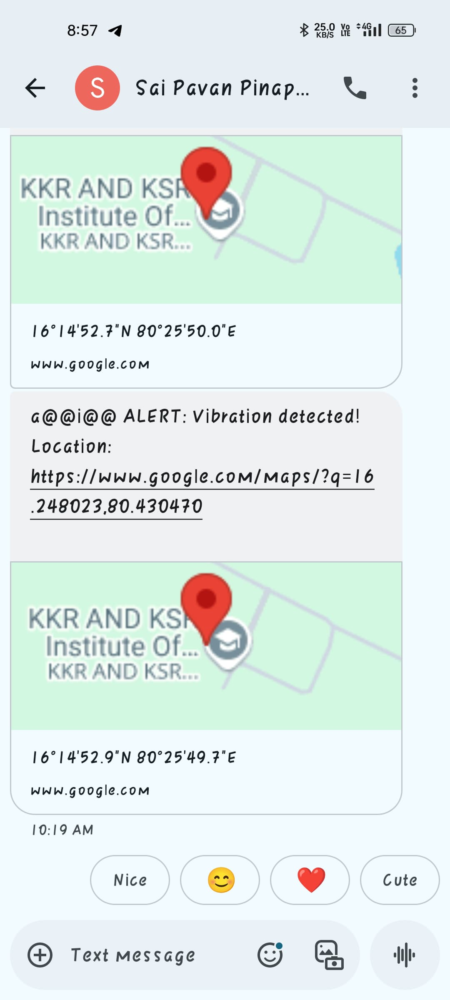 8:57
25.0 KB/S
Vo LTE
4G
65
S
Sai Pavan Pinap...
KKR AND KSR
Institute Of...
KKR AND KSR...
16°14'52.7"N 80°25'50.0"E
www.google.com
a@@i@@ ALERT: Vibration detected!
Location:
https://www.google.com/maps/?q=16
.248023,80.430470
KKR AND KSR
Institute Of...
KKR AND KSR...
16°14'52.9"N 80°25'49.7"E
www.google.com
10:19 AM
Nice
Cute
Text message